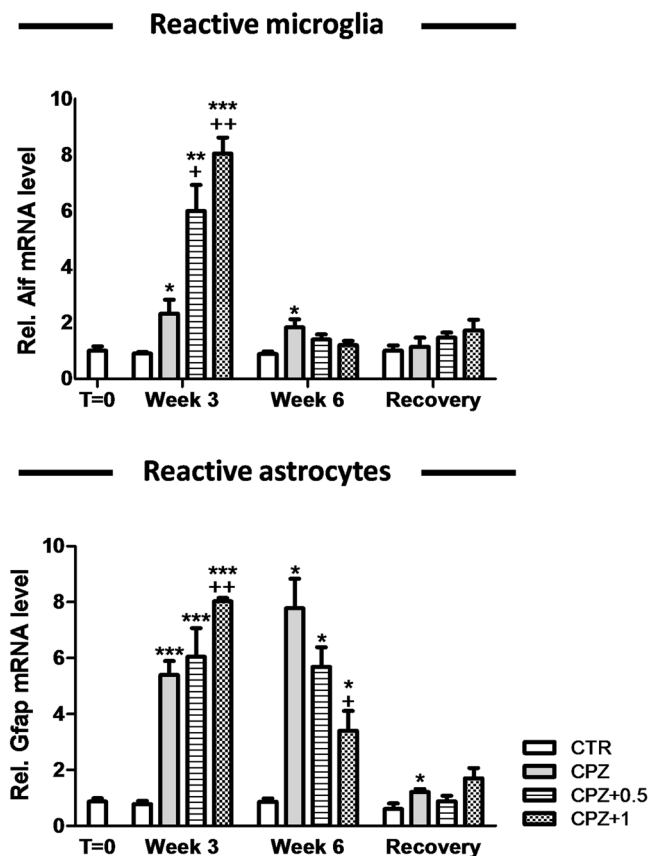 Reactive microglia
Rel. Aif mRNA level
10
8
6
4
2
0
*
**
+
***
++
*
T=0 Week 3 Week 6 Recovery
Reactive astrocytes
Rel. Gfap mRNA level
10
8
6
4
2
0
***
***
***
++
*
*
*
+
*
T=0 Week 3 Week 6 Recovery
CTR
CPZ
CPZ+0.5
CPZ+1